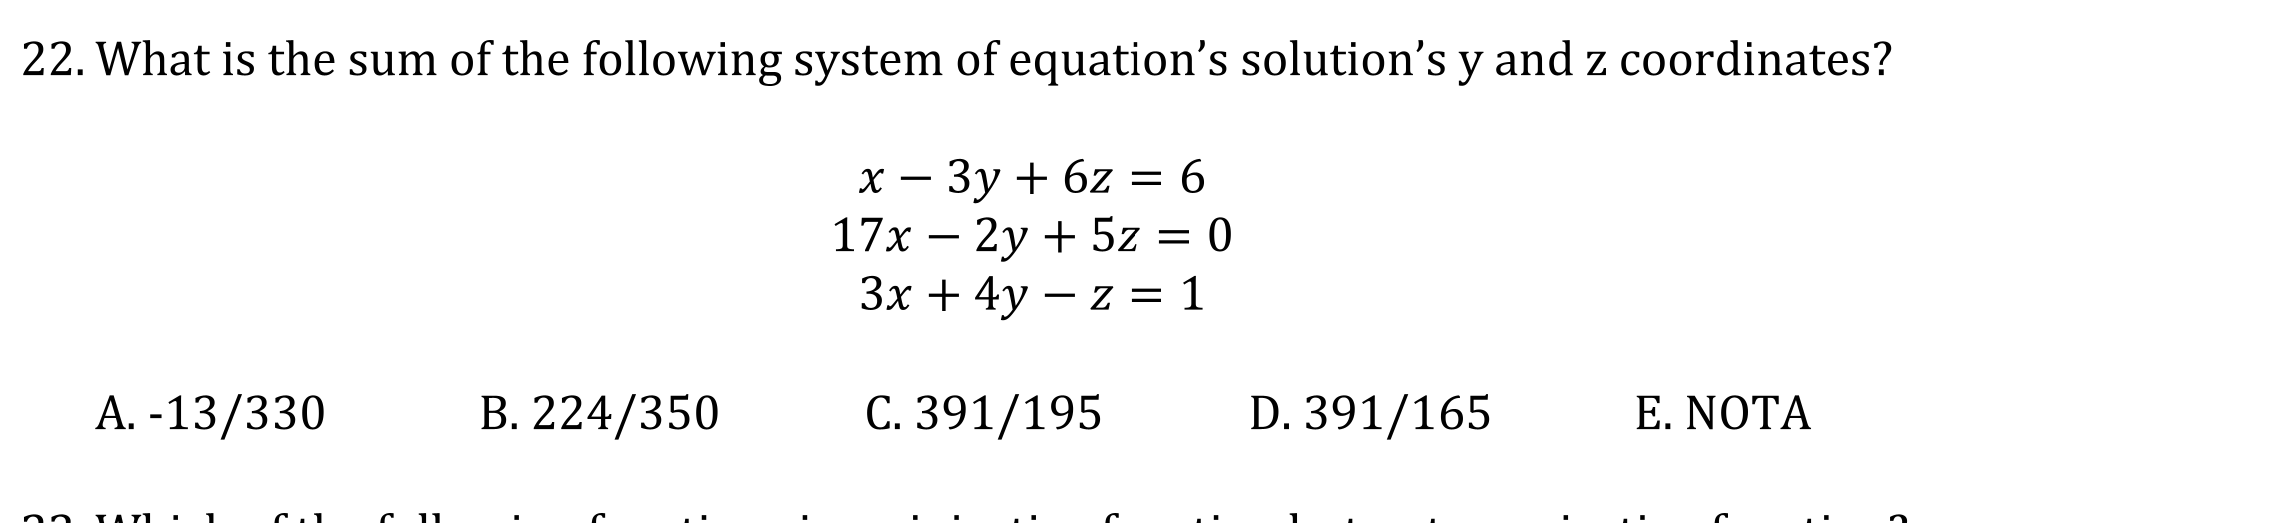 22. What is the sum of the following system of equation’s solution’s y and z coordinates?
x − 3y + 6z = 6
17x − 2y + 5z = 0
3x + 4y − z = 1
A. -13/330 B. 224/350 C. 391/195 D. 391/165 E. NOTA